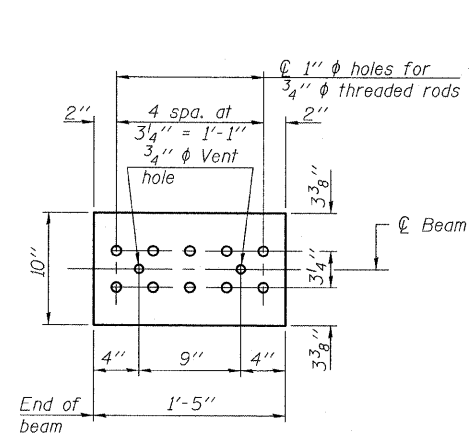 ℄ 1" ϕ holes for
3/4" ϕ threaded rods
2"
4 spa. at
3 1/4" = 1'-1"
2"
3/4" ϕ Vent
hole
3 3/8"
℄ Beam
10"
3 1/4"
3 3/8"
4"
9"
4"
End of
beam
1'-5"